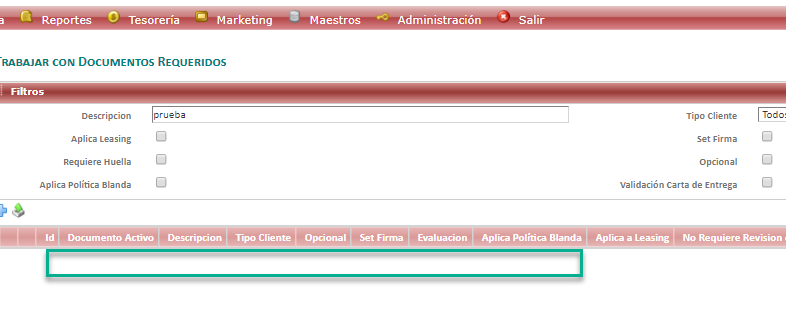 a Reportes Tesorería Marketing Maestros Administración Salir
TRABAJAR CON DOCUMENTOS REQUERIDOS
Filtros
Descripcion prueba Tipo Cliente Todos
Aplica Leasing Set Firma
Requiere Huella Opcional
Aplica Política Blanda Validación Carta de Entrega
Id Documento Activo Descripcion Tipo Cliente Opcional Set Firma Evaluacion Aplica Política Blanda Aplica a Leasing No Requiere Revision